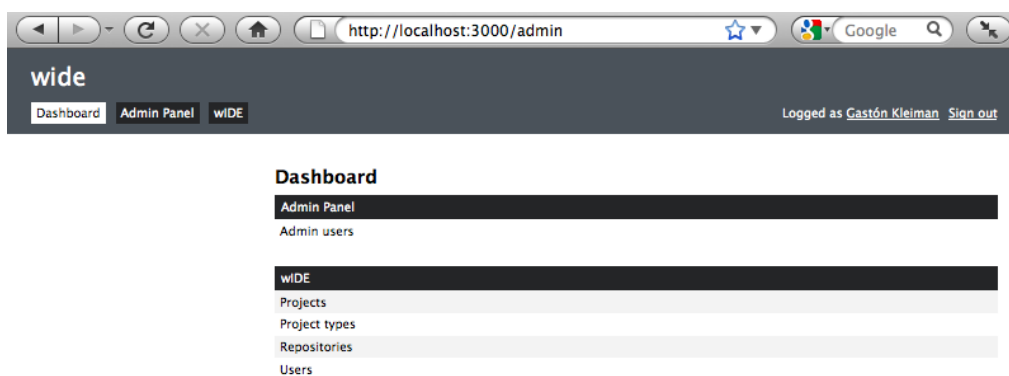 http://localhost:3000/admin
Google
wide
Dashboard Admin Panel wIDE
Logged as Gastón Kleiman Sign out
Dashboard
Admin Panel
Admin users
wIDE
Projects
Project types
Repositories
Users